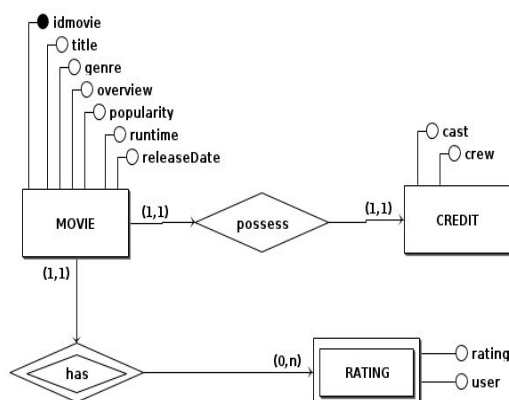 idmovie
title
genre
overview
popularity
runtime
releaseDate
cast
crew
MOVIE
(1,1)
possess
(1,1)
CREDIT
(1,1)
has
(0,n)
RATING
rating
user